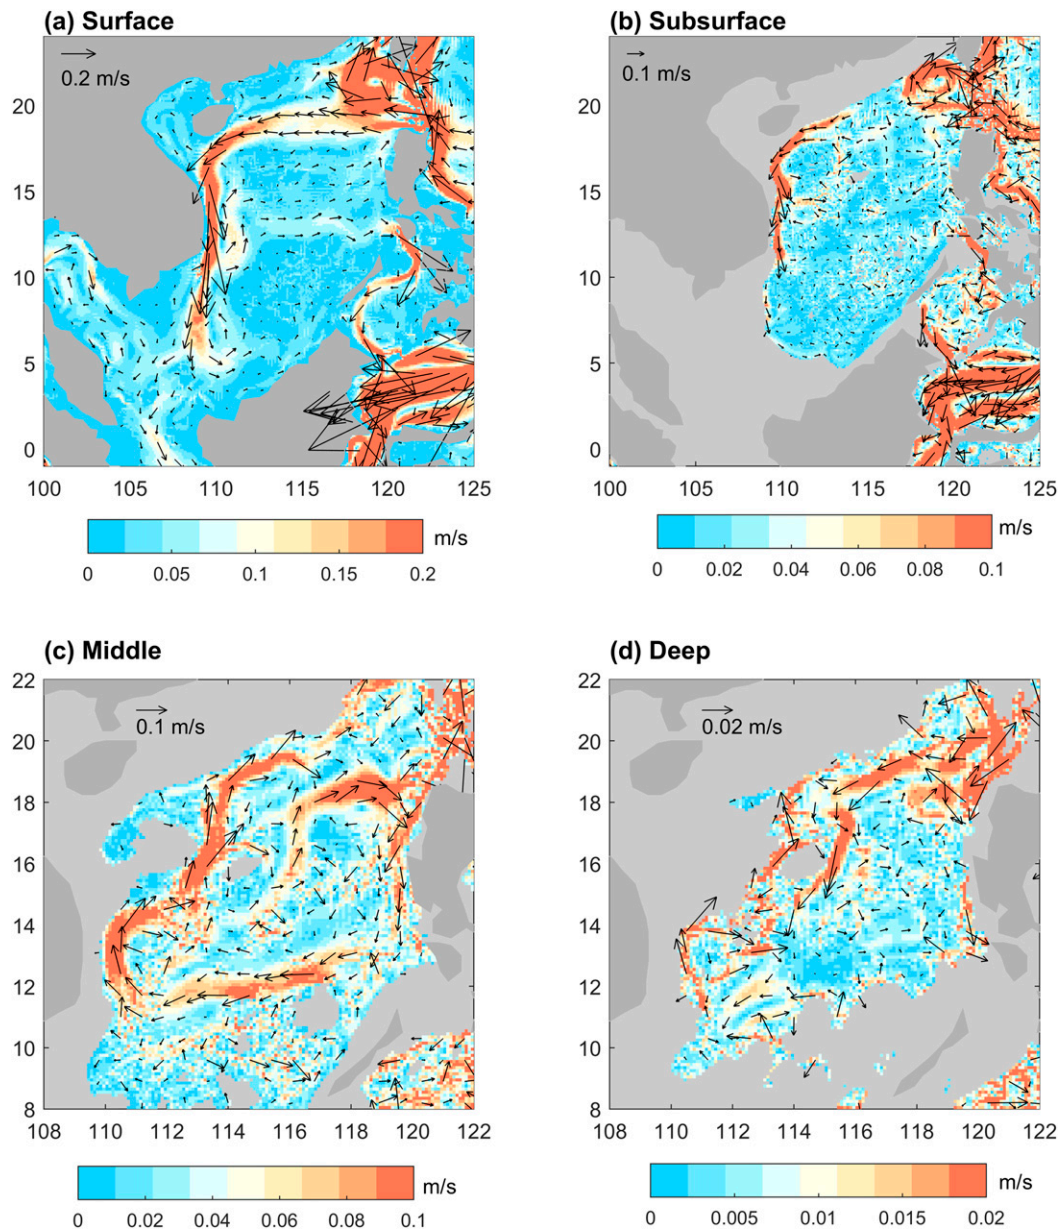 (a) Surface
(b) Subsurface
0.2 m/s
0.1 m/s
20
15
10
5
0
20
15
10
5
0
100 105 110 115 120 125
100 105 110 115 120 125
m/s
0 0.05 0.1 0.15 0.2
m/s
0 0.02 0.04 0.06 0.08 0.1
(c) Middle
(d) Deep
0.1 m/s
0.02 m/s
22
20
18
16
14
12
10
8
22
20
18
16
14
12
10
8
108 110 112 114 116 118 120 122
108 110 112 114 116 118 120 122
m/s
0 0.02 0.04 0.06 0.08 0.1
m/s
0 0.005 0.01 0.015 0.02